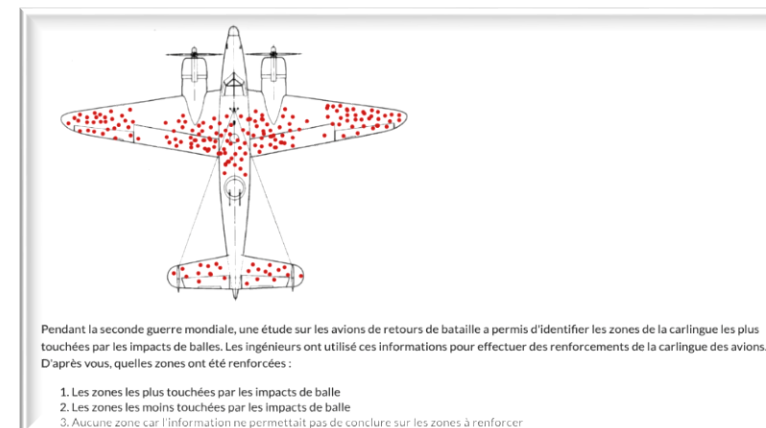 Pendant la seconde guerre mondiale, une étude sur les avions de retours de bataille a permis d'identifier les zones de la carlingue les plus
touchées par les impacts de balles. Les ingénieurs ont utilisé ces informations pour effectuer des renforcements de la carlingue des avions.
D'après vous, quelles zones ont été renforcées :
1. Les zones les plus touchées par les impacts de balle
2. Les zones les moins touchées par les impacts de balle
3. Aucune zone car l'information ne permettait pas de conclure sur les zones à renforcer